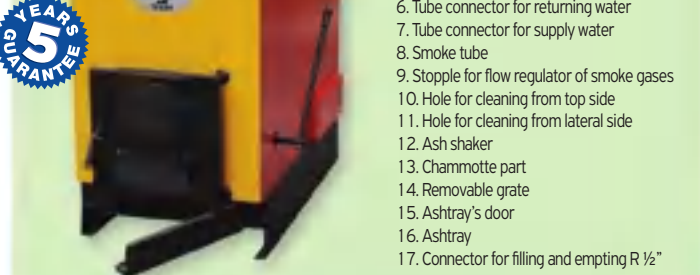 YEARS
5
GUARANTEE
6. Tube connector for returning water
7. Tube connector for supply water
8. Smoke tube
9. Stopple for flow regulator of smoke gases
10. Hole for cleaning from top side
11. Hole for cleaning from lateral side
12. Ash shaker
13. Chammotte part
14. Removable grate
15. Ashtray's door
16. Ashtray
17. Connector for filling and empting R ½”